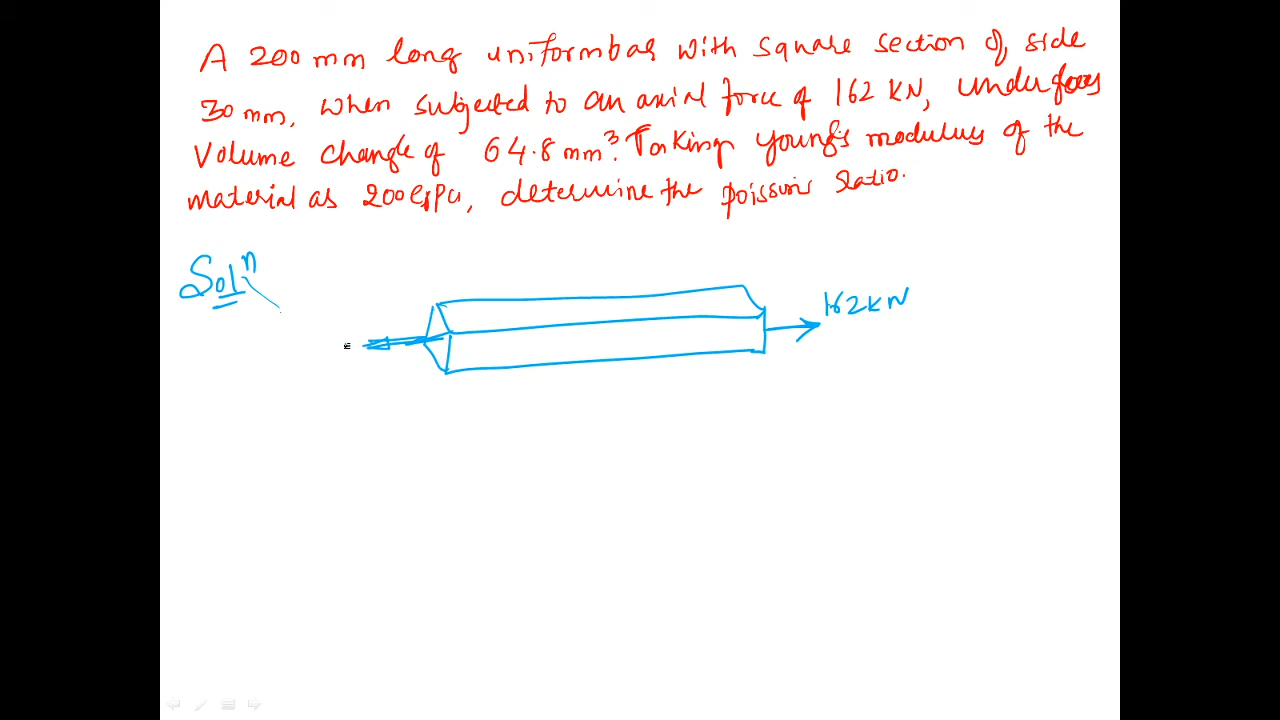 A 200 mm long uniform bar with square section of side
30 mm, when subjected to an axial force of 162 KN, undergoes
Volume change of 64.8 mm³. Taking young's modulus of the
material as 200 GPa, determine the poisson's ratio.
Solⁿ
162 KN